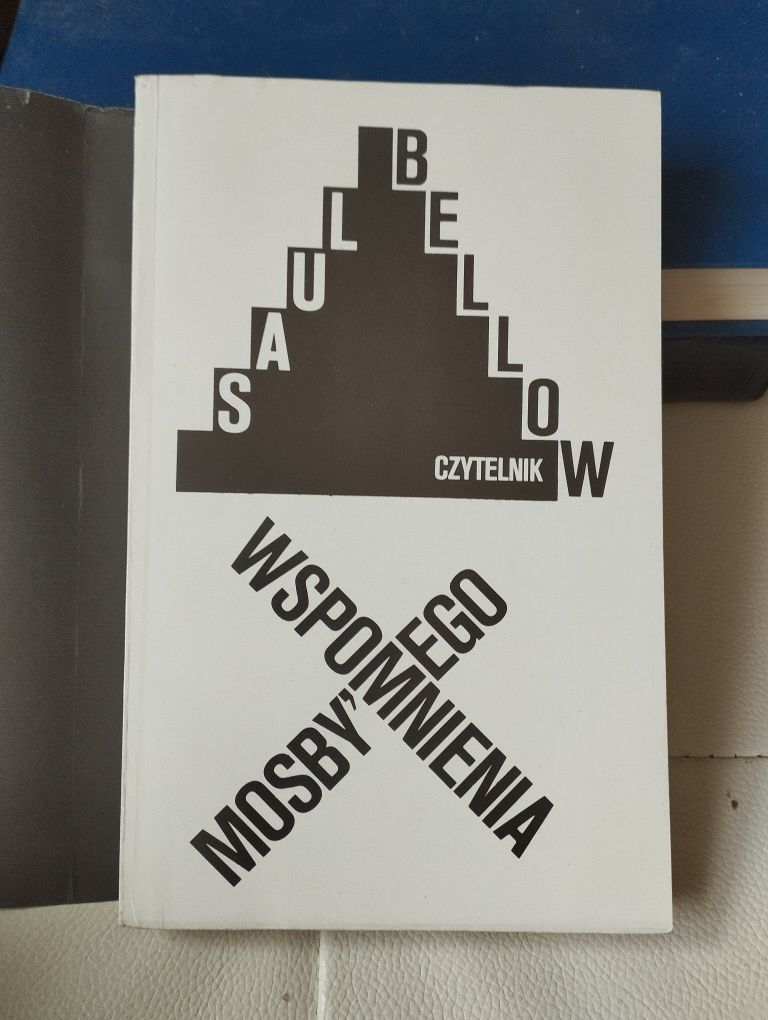 SAUL BELLOW
CZYTELNIK
WSPOMNIENIA
MOSBY'EGO